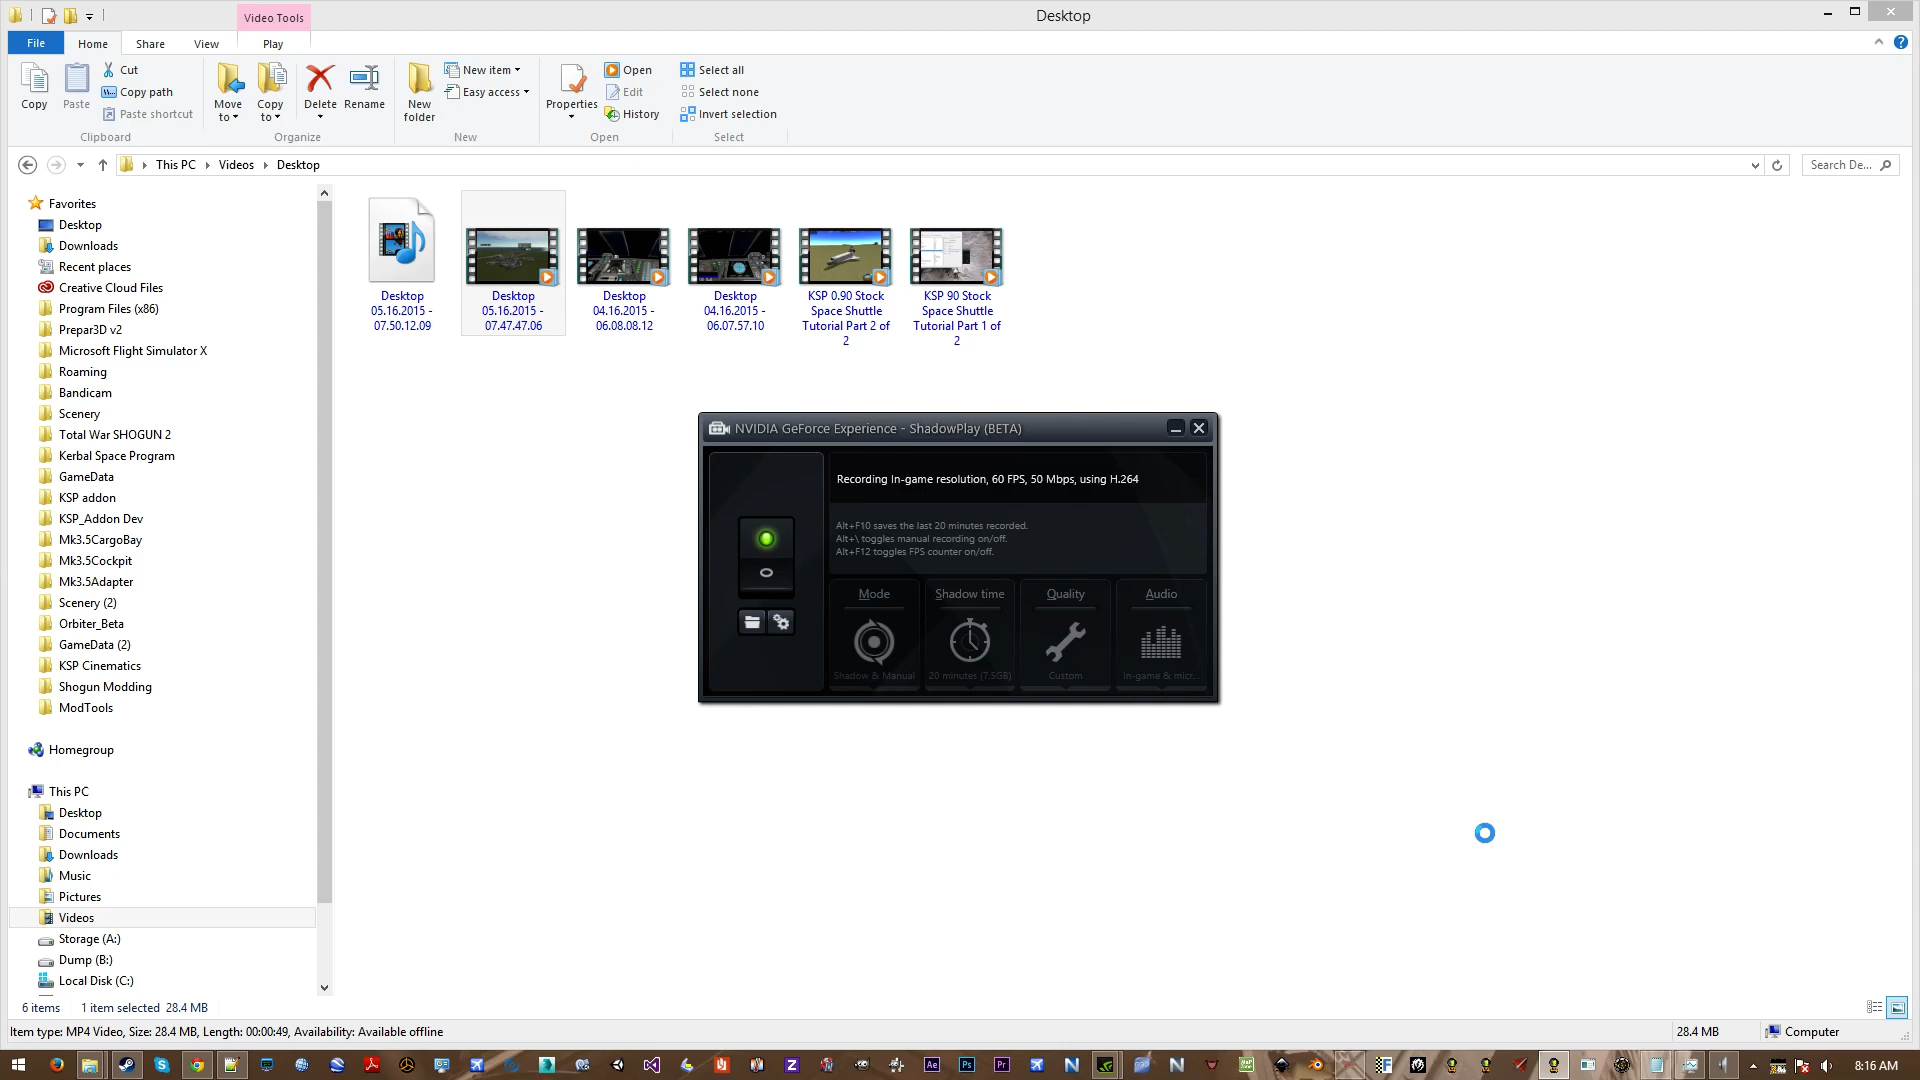 Video Tools
Desktop
File
Home
Share
View
Play
Copy
Paste
Cut
Copy path
Paste shortcut
Clipboard
Move to
Copy to
Delete
Rename
Organize
New folder
New item
Easy access
New
Properties
Open
Edit
History
Open
Select all
Select none
Invert selection
Select
This PC
Videos
Desktop
Search De...
Favorites
Desktop
Downloads
Recent places
Creative Cloud Files
Program Files (x86)
Prepar3D v2
Microsoft Flight Simulator X
Roaming
Bandicam
Scenery
Total War SHOGUN 2
Kerbal Space Program
GameData
KSP addon
KSP_Addon Dev
Mk3.5CargoBay
Mk3.5Cockpit
Mk3.5Adapter
Scenery (2)
Orbiter_Beta
GameData (2)
KSP Cinematics
Shogun Modding
ModTools
Homegroup
This PC
Desktop
Documents
Downloads
Music
Pictures
Videos
Storage (A:)
Dump (B:)
Local Disk (C:)
Desktop
05.16.2015 -
07.50.12.09
Desktop
05.16.2015 -
07.47.47.06
Desktop
04.16.2015 -
06.08.08.12
Desktop
04.16.2015 -
06.07.57.10
KSP 0.90 Stock
Space Shuttle
Tutorial Part 2 of
2
KSP 90 Stock
Space Shuttle
Tutorial Part 1 of
2
NVIDIA GeForce Experience - ShadowPlay (BETA)
Recording In-game resolution, 60 FPS, 50 Mbps, using H.264
Alt+F10 saves the last 20 minutes recorded.
Alt+\ toggles manual recording on/off.
Alt+F12 toggles FPS counter on/off.
Mode
Shadow & Manual
Shadow time
20 minutes (7.5GB)
Quality
Custom
Audio
In-game & micr...
6 items
1 item selected 28.4 MB
Item type: MP4 Video, Size: 28.4 MB, Length: 00:00:49, Availability: Available offline
28.4 MB
Computer
8:16 AM